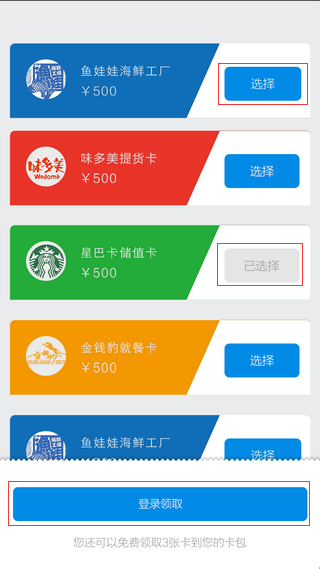 鱼娃娃海鲜工厂
￥500
选择
味多美
Wedome
味多美提货卡
￥500
选择
星巴卡储值卡
￥500
已选择
金钱豹就餐卡
￥500
选择
鱼娃娃海鲜工厂
￥500
选择
登录领取
您还可以免费领取3张卡到您的卡包